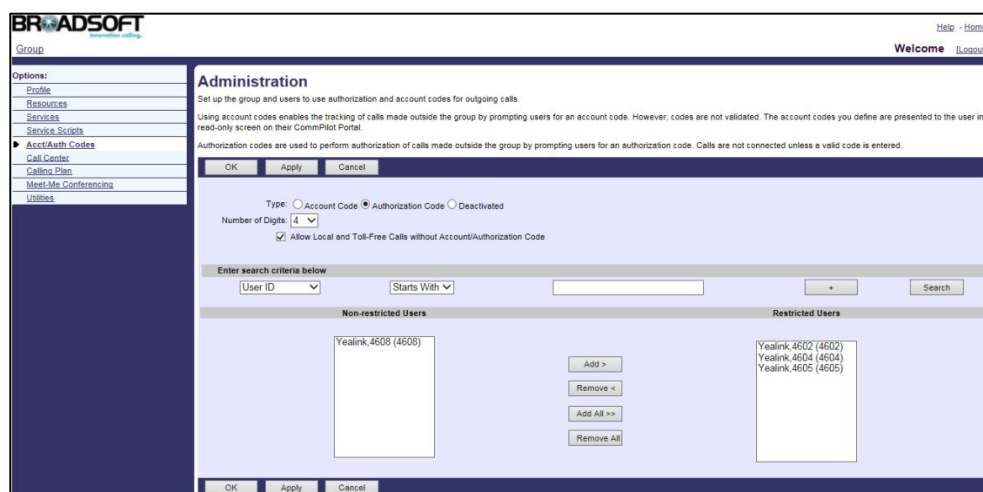 BROADSOFT
innovation calling.
Help - Home
Group
Welcome [Logout
Options:
Profile
Resources
Services
Service Scripts
Acct/Auth Codes
Call Center
Calling Plan
Meet-Me Conferencing
Utilities
Administration
Set up the group and users to use authorization and account codes for outgoing calls.
Using account codes enables the tracking of calls made outside the group by prompting users for an account code. However, codes are not validated. The account codes you define are presented to the user in
read-only screen on their CommPilot Portal.
Authorization codes are used to perform authorization of calls made outside the group by prompting users for an authorization code. Calls are not connected unless a valid code is entered.
OK Apply Cancel
Type: Account Code Authorization Code Deactivated
Number of Digits: 4
Allow Local and Toll-Free Calls without Account/Authorization Code
Enter search criteria below
User ID Starts With + Search
Non-restricted Users Restricted Users
Yealink,4608 (4608)
Yealink,4602 (4602)
Yealink,4604 (4604)
Yealink,4605 (4605)
Add >
Remove <
Add All >>
Remove All
OK Apply Cancel